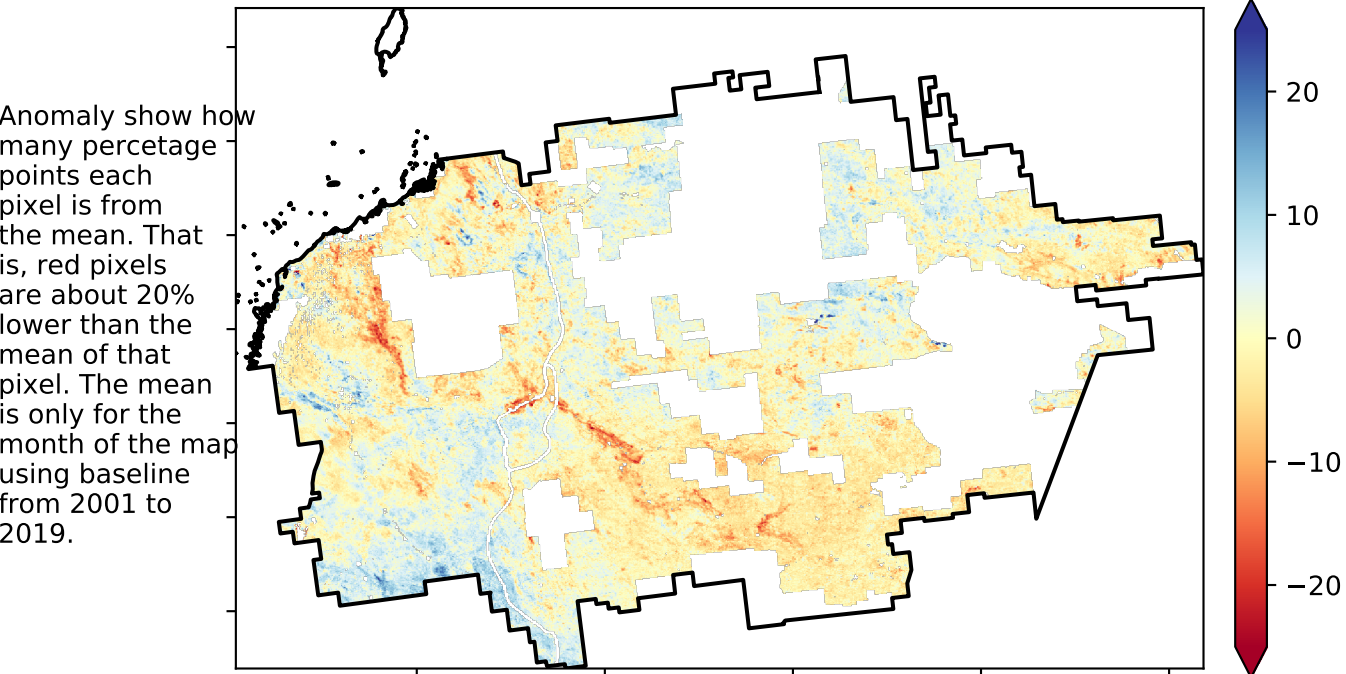 Anomaly show how
many percetage
points each
pixel is from
the mean. That
is, red pixels
are about 20%
lower than the
mean of that
pixel. The mean
is only for the
month of the map
using baseline
from 2001 to
2019.
20
10
0
−10
−20